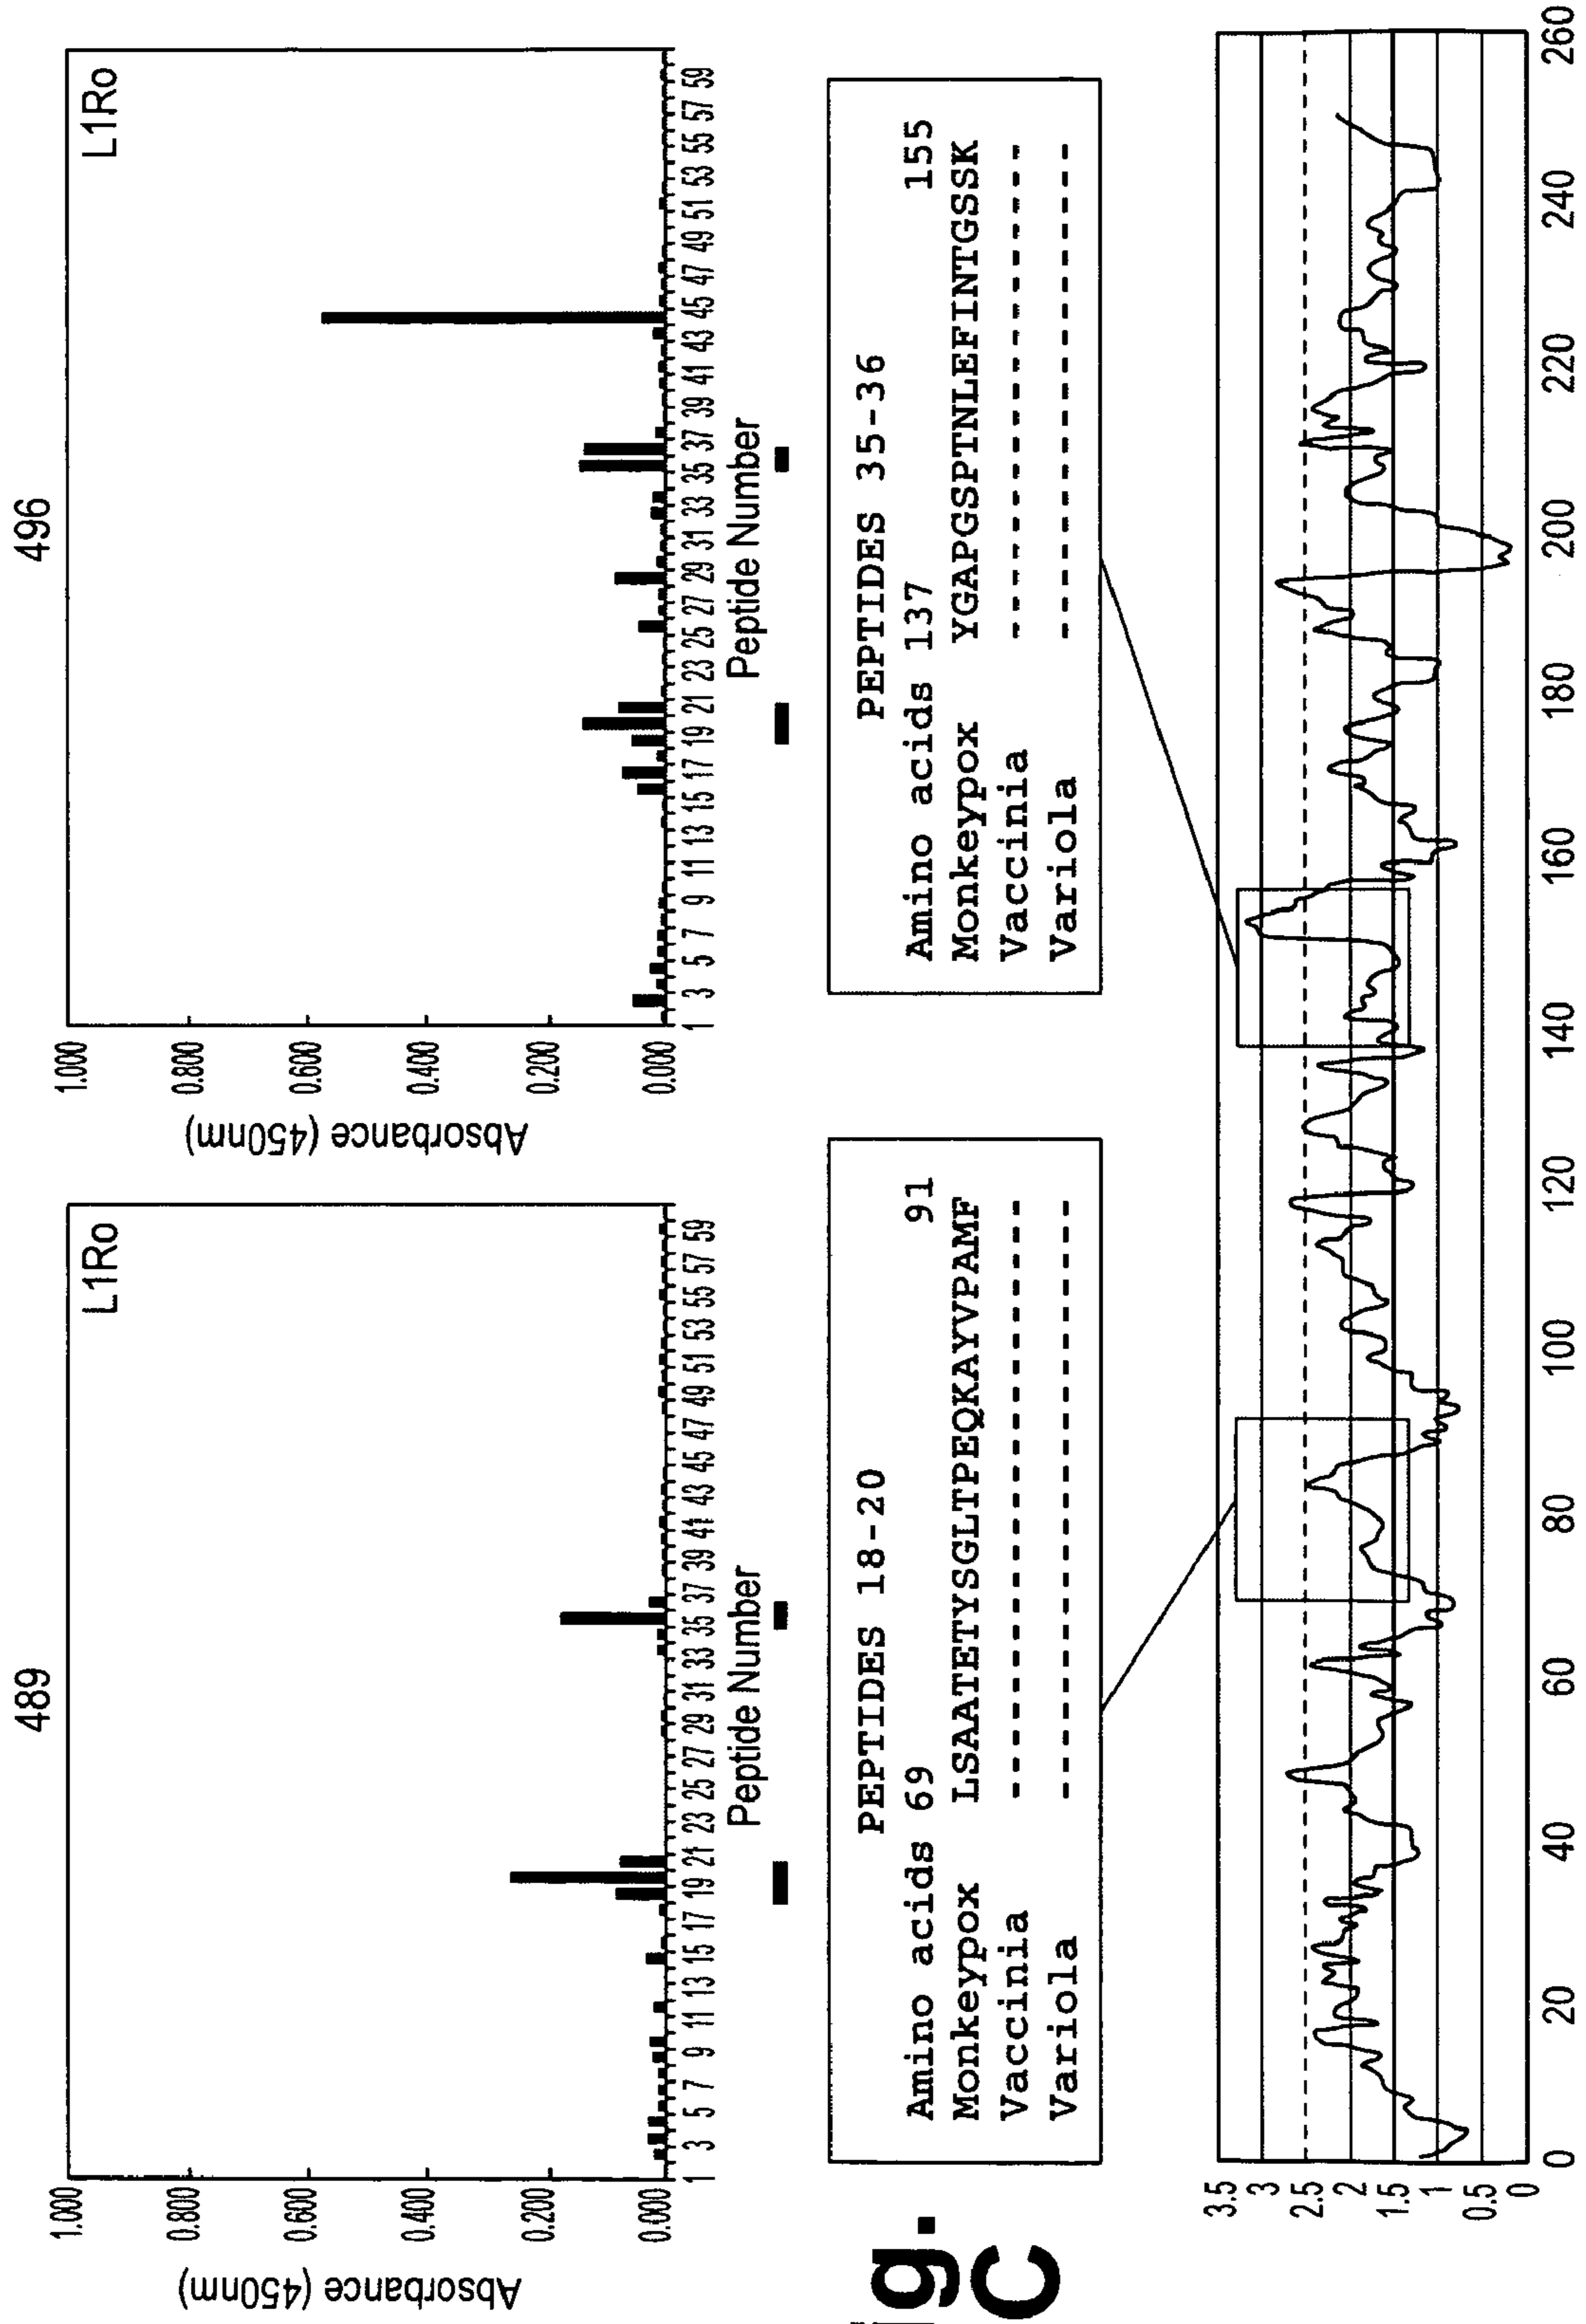 489
L1Ro
Absorbance (450nm)
1.000
0.800
0.600
0.400
0.200
0.000
1 3 5 7 9 11 13 15 17 19 21 23 25 27 29 31 33 35 37 39 41 43 45 47 49 51 53 55 57 59
Peptide Number
496
L1Ro
Absorbance (450nm)
1.000
0.800
0.600
0.400
0.200
0.000
1 3 5 7 9 11 13 15 17 19 21 23 25 27 29 31 33 35 37 39 41 43 45 47 49 51 53 55 57 59
Peptide Number
PEPTIDES 18-20
Amino acids 69 91
Monkeypox LSAATETYSGLTPEQKAYVPAMF
Vaccinia -----------------------
Variola -----------------------
PEPTIDES 35-36
Amino acids 137 155
Monkeypox YGAPGSPTNLEFINTGSSK
Vaccinia -------------------
Variola -------------------
ig.
C
3.5
3
2.5
2
1.5
1
0.5
0
0 20 40 60 80 100 120 140 160 180 200 220 240 260